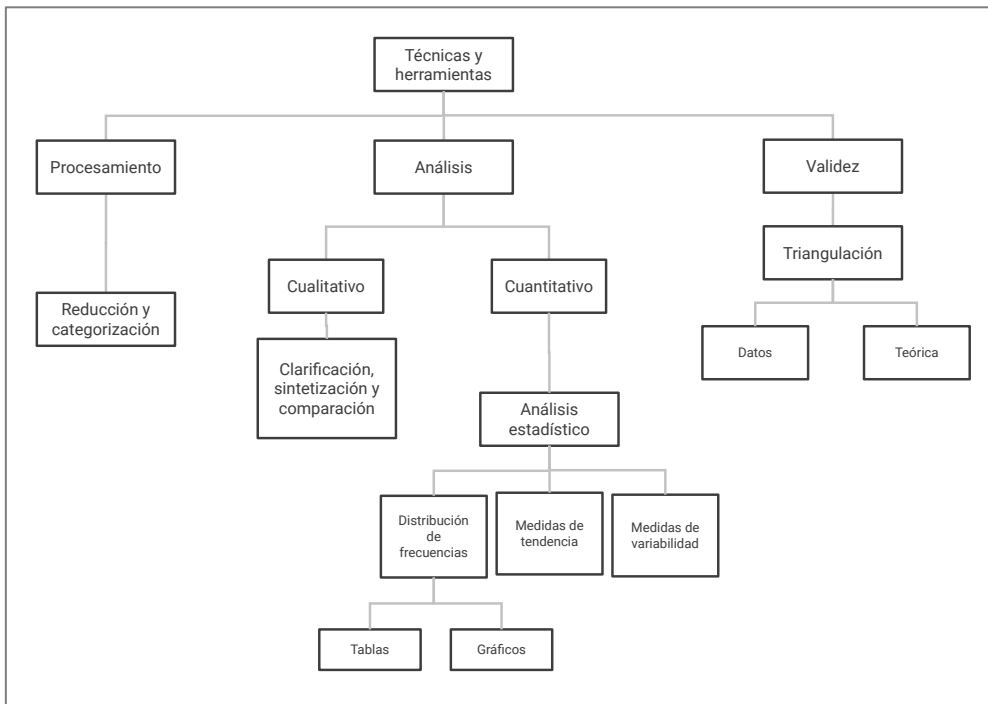 Técnicas y
herramientas
Procesamiento
Análisis
Validez
Triangulación
Cualitativo
Cuantitativo
Reducción y
categorización
Datos
Teórica
Clarificación,
sintetización y
comparación
Análisis
estadístico
Distribución
de
frecuencias
Medidas de
tendencia
Medidas de
variabilidad
Tablas
Gráficos